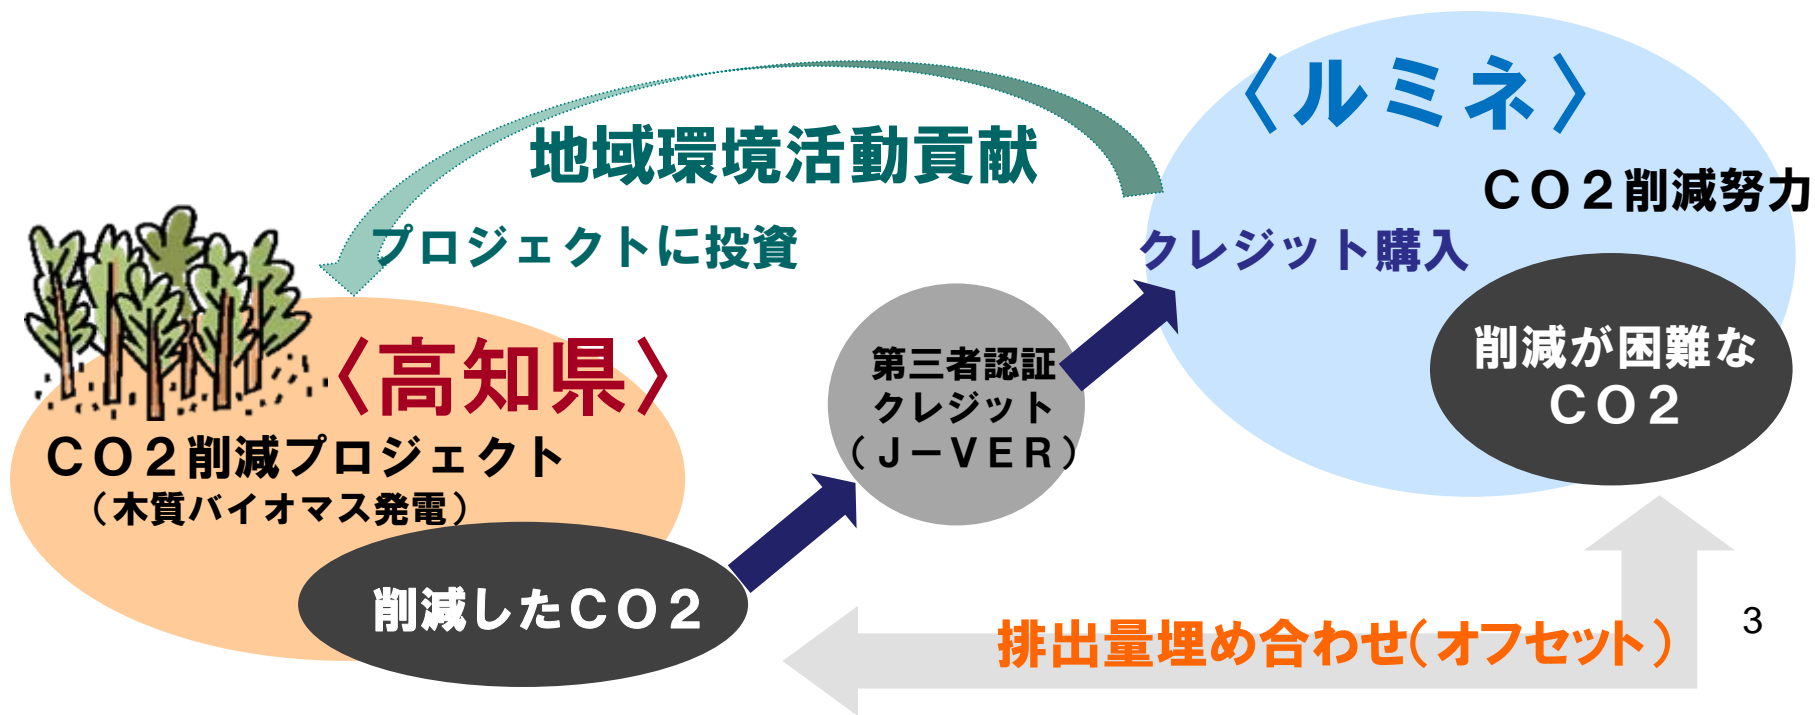 〈ルミネ〉
ＣＯ２削減努力
地域環境活動貢献
プロジェクトに投資
クレジット購入
削減が困難な
ＣＯ２
第三者認証
クレジット
（Ｊ－ＶＥＲ）
〈高知県〉
ＣＯ２削減プロジェクト
（木質バイオマス発電）
削減したＣＯ２
排出量埋め合わせ（オフセット）
3